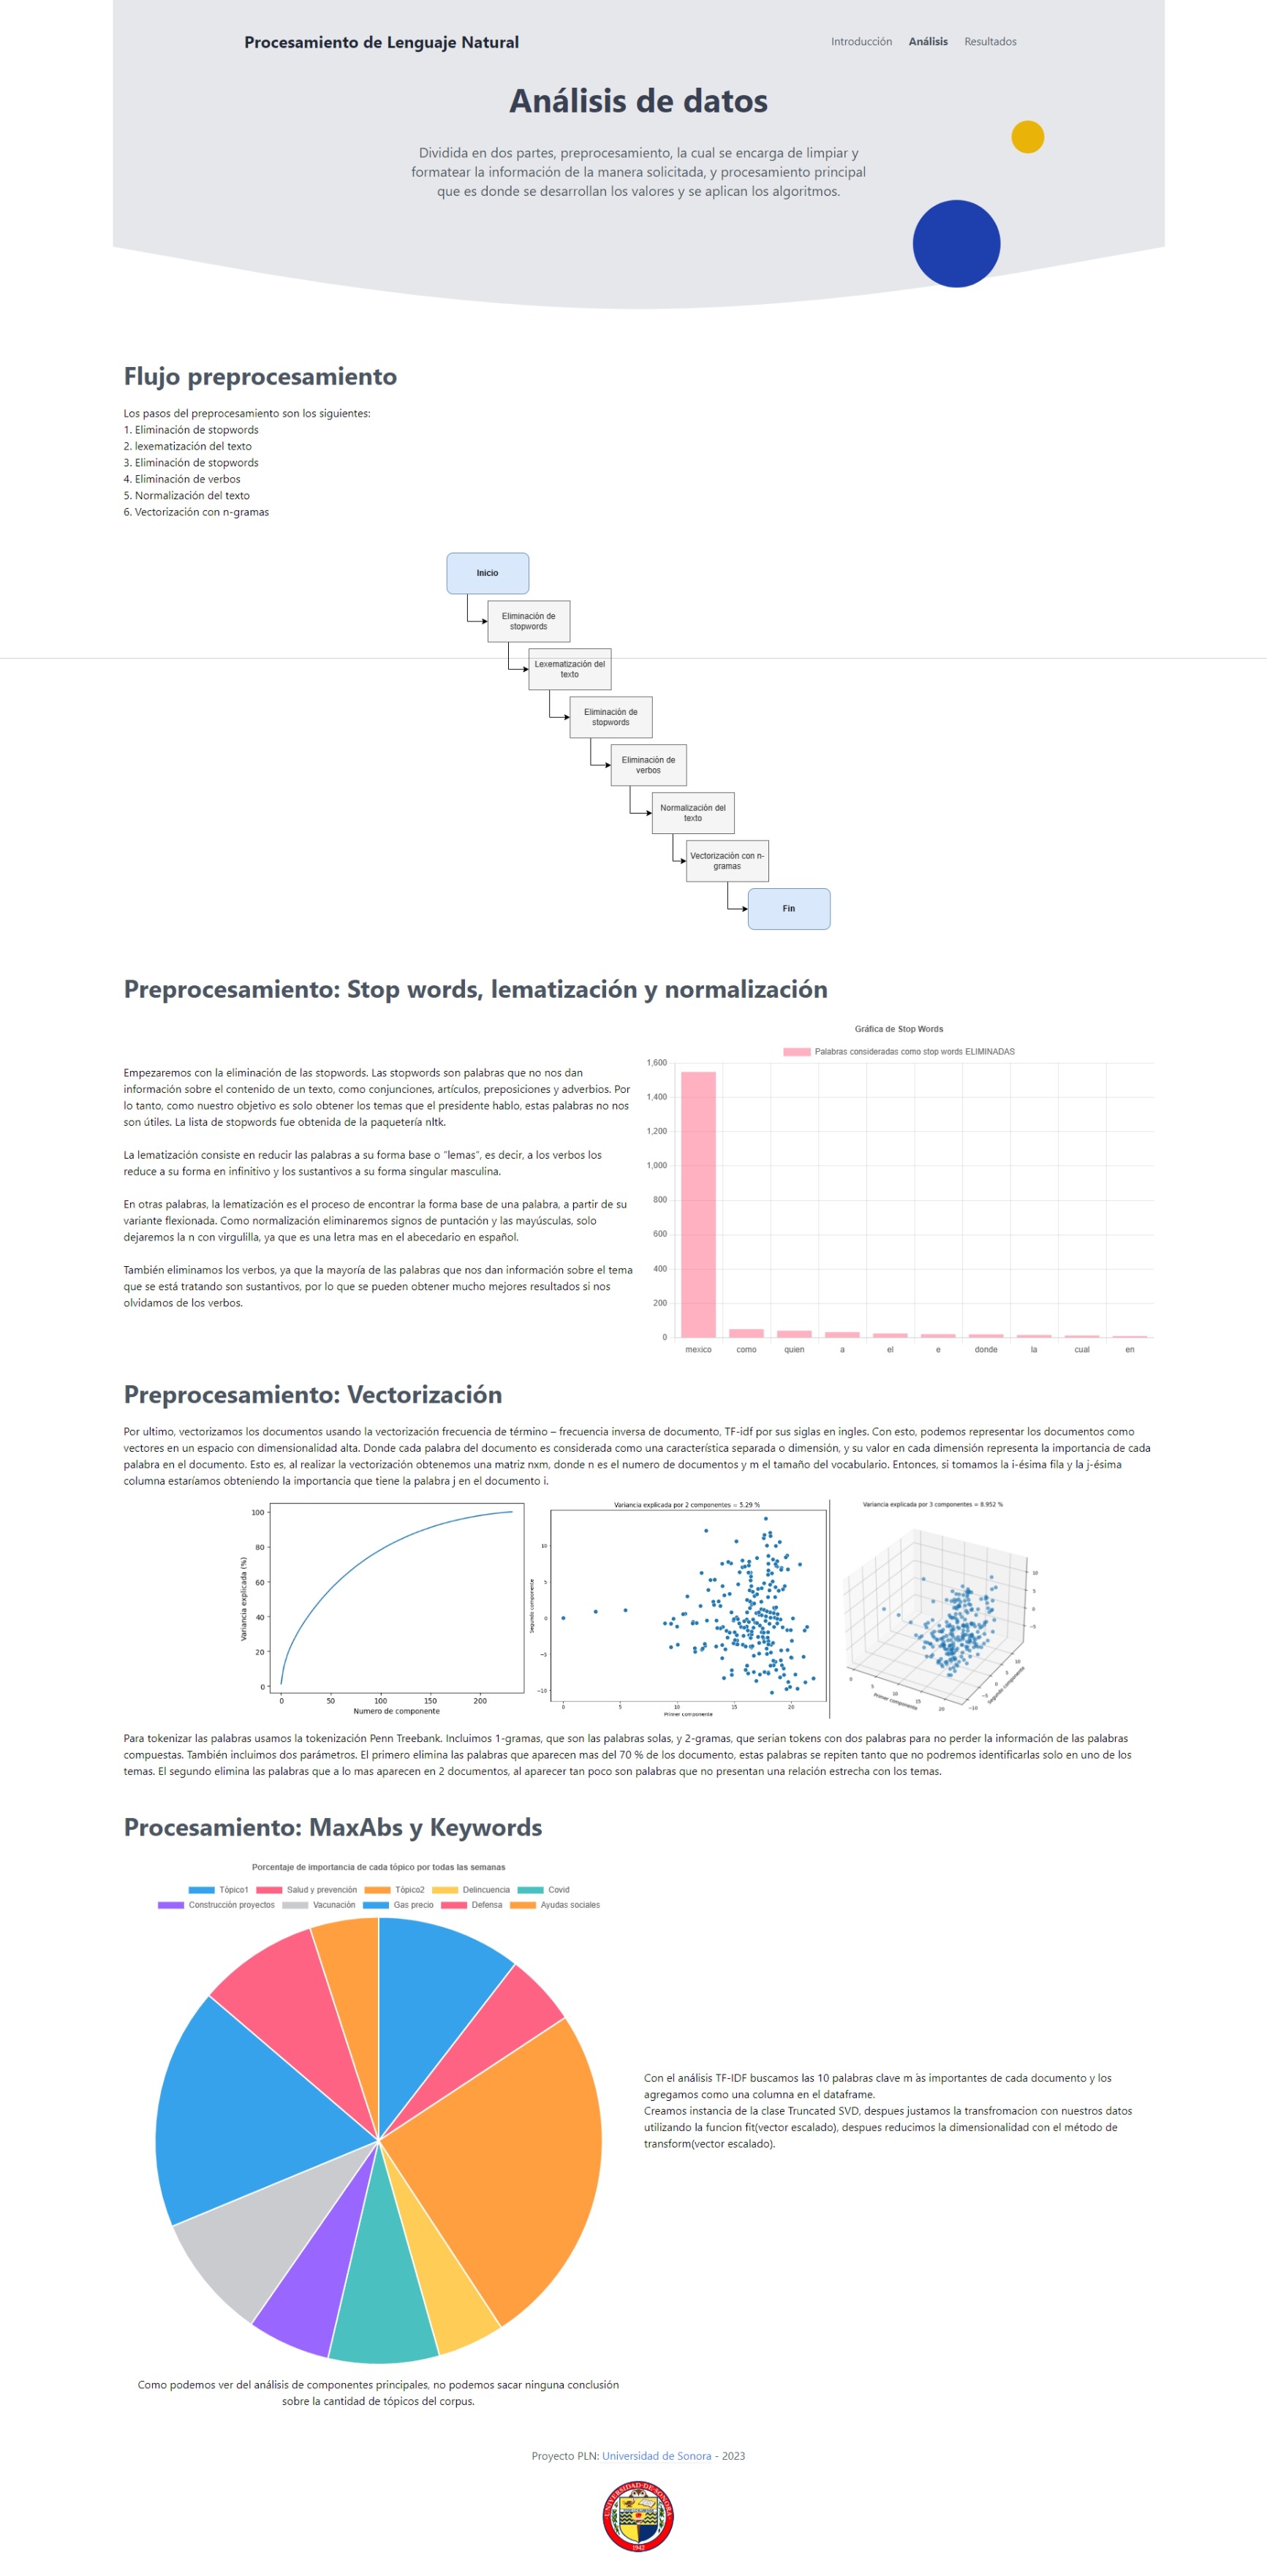 Procesamiento de Lenguaje Natural
Introducción Análisis Resultados
Análisis de datos
Dividida en dos partes, preprocesamiento, la cual se encarga de limpiar y
formatear la información de la manera solicitada, y procesamiento principal
que es donde se desarrollan los valores y se aplican los algoritmos.
Flujo preprocesamiento
Los pasos del preprocesamiento son los siguientes:
1. Eliminación de stopwords
2. lexematización del texto
3. Eliminación de stopwords
4. Eliminación de verbos
5. Normalización del texto
6. Vectorización con n-gramas
Inicio
Eliminación de
stopwords
Lexematización del
texto
Eliminación de
stopwords
Eliminación de
verbos
Normalización del
texto
Vectorización con n-
gramas
Fin
Preprocesamiento: Stop words, lematización y normalización
Empezaremos con la eliminación de las stopwords. Las stopwords son palabras que no nos dan
información sobre el contenido de un texto, como conjunciones, artículos, preposiciones y adverbios. Por
lo tanto, como nuestro objetivo es solo obtener los temas que el presidente hablo, estas palabras no nos
son útiles. La lista de stopwords fue obtenida de la paquetería nltk.
La lematización consiste en reducir las palabras a su forma base o "lemas", es decir, a los verbos los
reduce a su forma en infinitivo y los sustantivos a su forma singular masculina.
En otras palabras, la lematización es el proceso de encontrar la forma base de una palabra, a partir de su
variante flexionada. Como normalización eliminaremos signos de puntación y las mayúsculas, solo
dejaremos la n con virgulilla, ya que es una letra mas en el abecedario en español.
También eliminamos los verbos, ya que la mayoría de las palabras que nos dan información sobre el tema
que se está tratando son sustantivos, por lo que se pueden obtener mucho mejores resultados si nos
olvidamos de los verbos.
Gráfica de Stop Words
Palabras consideradas como stop words ELIMINADAS
1,600
1,400
1,200
1,000
800
600
400
200
0
mexico como quien a el e donde la cual en
Preprocesamiento: Vectorización
Por ultimo, vectorizamos los documentos usando la vectorización frecuencia de término – frecuencia inversa de documento, TF-idf por sus siglas en ingles. Con esto, podemos representar los documentos como
vectores en un espacio con dimensionalidad alta. Donde cada palabra del documento es considerada como una característica separada o dimensión, y su valor en cada dimensión representa la importancia de cada
palabra en el documento. Esto es, al realizar la vectorización obtenemos una matriz nxm, donde n es el numero de documentos y m el tamaño del vocabulario. Entonces, si tomamos la i-ésima fila y la j-ésima
columna estaríamos obteniendo la importancia que tiene la palabra j en el documento i.
Variancia explicada (%)
100
80
60
40
20
0
0 50 100 150 200
Numero de componente
Variancia explicada por 2 componentes = 5.29 %
Segundo componente
10
5
0
−5
−10
0 5 10 15 20
Primer componente
Variancia explicada por 3 componentes = 8.952 %
10
5
0
−5
0 5 10 15 20
Primer componente
−10 −5 0 5 10
Segundo componente
Para tokenizar las palabras usamos la tokenización Penn Treebank. Incluimos 1-gramas, que son las palabras solas, y 2-gramas, que serian tokens con dos palabras para no perder la información de las palabras
compuestas. También incluimos dos parámetros. El primero elimina las palabras que aparecen mas del 70 % de los documento, estas palabras se repiten tanto que no podremos identificarlas solo en uno de los
temas. El segundo elimina las palabras que a lo mas aparecen en 2 documentos, al aparecer tan poco son palabras que no presentan una relación estrecha con los temas.
Procesamiento: MaxAbs y Keywords
Porcentaje de importancia de cada tópico por todas las semanas
Tópico1 Salud y prevención Tópico2 Delincuencia Covid
Construcción proyectos Vacunación Gas precio Defensa Ayudas sociales
Con el análisis TF-IDF buscamos las 10 palabras clave m ́as importantes de cada documento y los
agregamos como una columna en el dataframe.
Creamos instancia de la clase Truncated SVD, despues justamos la transfromacion con nuestros datos
utilizando la funcion fit(vector escalado), despues reducimos la dimensionalidad con el método de
transform(vector escalado).
Como podemos ver del análisis de componentes principales, no podemos sacar ninguna conclusión
sobre la cantidad de tópicos del corpus.
Proyecto PLN: Universidad de Sonora - 2023
UNIVERSIDAD DE SONORA
1942